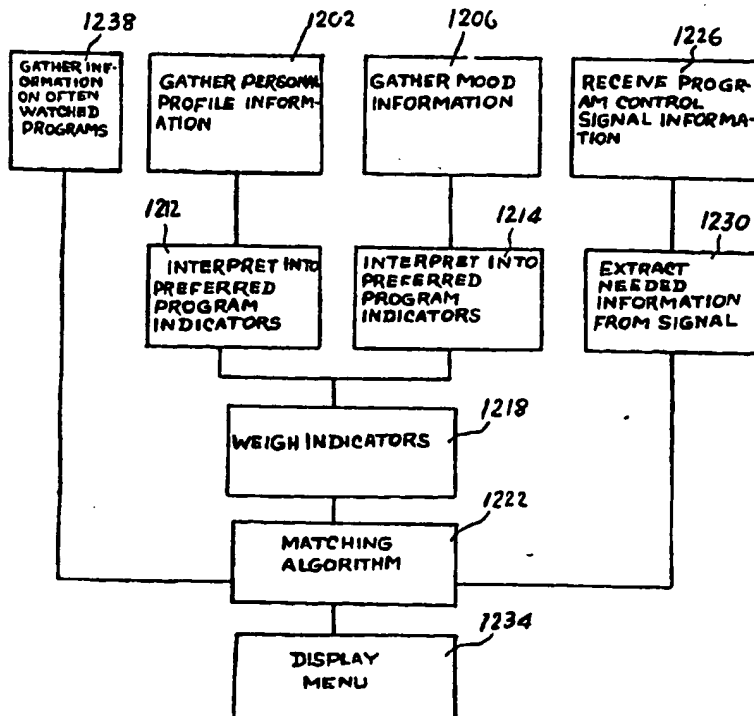 1238
1202
1206
1226
GATHER INF-
ORMATION
ON OFTEN
WATCHED
PROGRAMS
GATHER PERSONAL
PROFILE INFORM-
ATION
GATHER MOOD
INFORMATION
RECEIVE PROGR-
AM CONTROL
SIGNAL INFORMA-
TION
1212
1214
1230
INTERPRET INTO
PREFERRED
PROGRAM
INDICATORS
INTERPRET INTO
PREFERRED
PROGRAM
INDICATORS
EXTRACT
NEEDED
INFORMATION
FROM SIGNAL
1218
WEIGH INDICATORS
1222
MATCHING
ALGORITHM
1234
DISPLAY
MENU